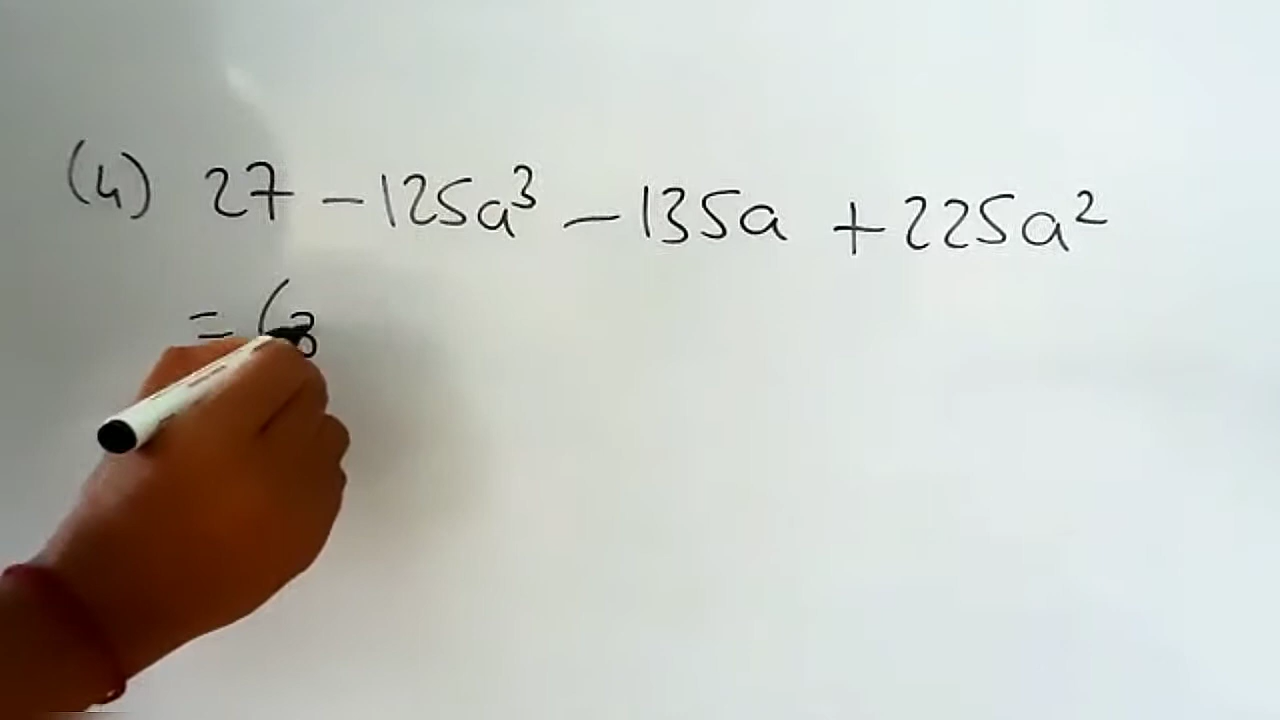 (4) 27 - 125a³ - 135a + 225a²
= (3